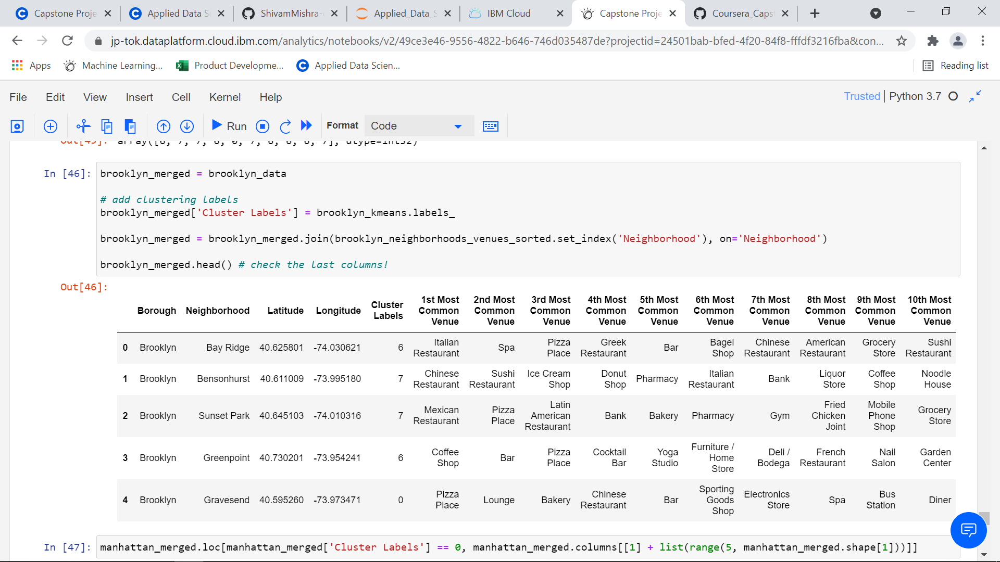 Capstone Proje
Applied Data S
ShivamMishra-
Applied_Data_S
IBM Cloud
Capstone Proje
Coursera_Caps
jp-tok.dataplatform.cloud.ibm.com/analytics/notebooks/v2/49ce3e46-9556-4822-b646-746d035487de?projectid=24501bab-bfed-4f20-84f8-fffdf3216fba&con...
Apps
Machine Learning...
Product Developme...
Applied Data Scien...
Reading list
File Edit View Insert Cell Kernel Help
Trusted | Python 3.7
Run
Format
Code
In [46]:
brooklyn_merged = brooklyn_data
# add clustering labels
brooklyn_merged['Cluster Labels'] = brooklyn_kmeans.labels_
brooklyn_merged = brooklyn_merged.join(brooklyn_neighborhoods_venues_sorted.set_index('Neighborhood'), on='Neighborhood')
brooklyn_merged.head() # check the last columns!
Out[46]:
Borough Neighborhood Latitude Longitude Cluster Labels 1st Most Common Venue 2nd Most Common Venue 3rd Most Common Venue 4th Most Common Venue 5th Most Common Venue 6th Most Common Venue 7th Most Common Venue 8th Most Common Venue 9th Most Common Venue 10th Most Common Venue
0 Brooklyn Bay Ridge 40.625801 -74.030621 6 Italian Restaurant Spa Pizza Place Greek Restaurant Bar Bagel Shop Chinese Restaurant American Restaurant Grocery Store Sushi Restaurant
1 Brooklyn Bensonhurst 40.611009 -73.995180 7 Chinese Restaurant Sushi Restaurant Ice Cream Shop Donut Shop Pharmacy Italian Restaurant Bank Liquor Store Coffee Shop Noodle House
2 Brooklyn Sunset Park 40.645103 -74.010316 7 Mexican Restaurant Pizza Place Latin American Restaurant Bank Bakery Pharmacy Gym Fried Chicken Joint Mobile Phone Shop Grocery Store
3 Brooklyn Greenpoint 40.730201 -73.954241 6 Coffee Shop Bar Pizza Place Cocktail Bar Yoga Studio Furniture / Home Store Deli / Bodega French Restaurant Nail Salon Garden Center
4 Brooklyn Gravesend 40.595260 -73.973471 0 Pizza Place Lounge Bakery Chinese Restaurant Bar Sporting Goods Shop Electronics Store Spa Bus Station Diner
In [47]:
manhattan_merged.loc[manhattan_merged['Cluster Labels'] == 0, manhattan_merged.columns[[1] + list(range(5, manhattan_merged.shape[1]))]]